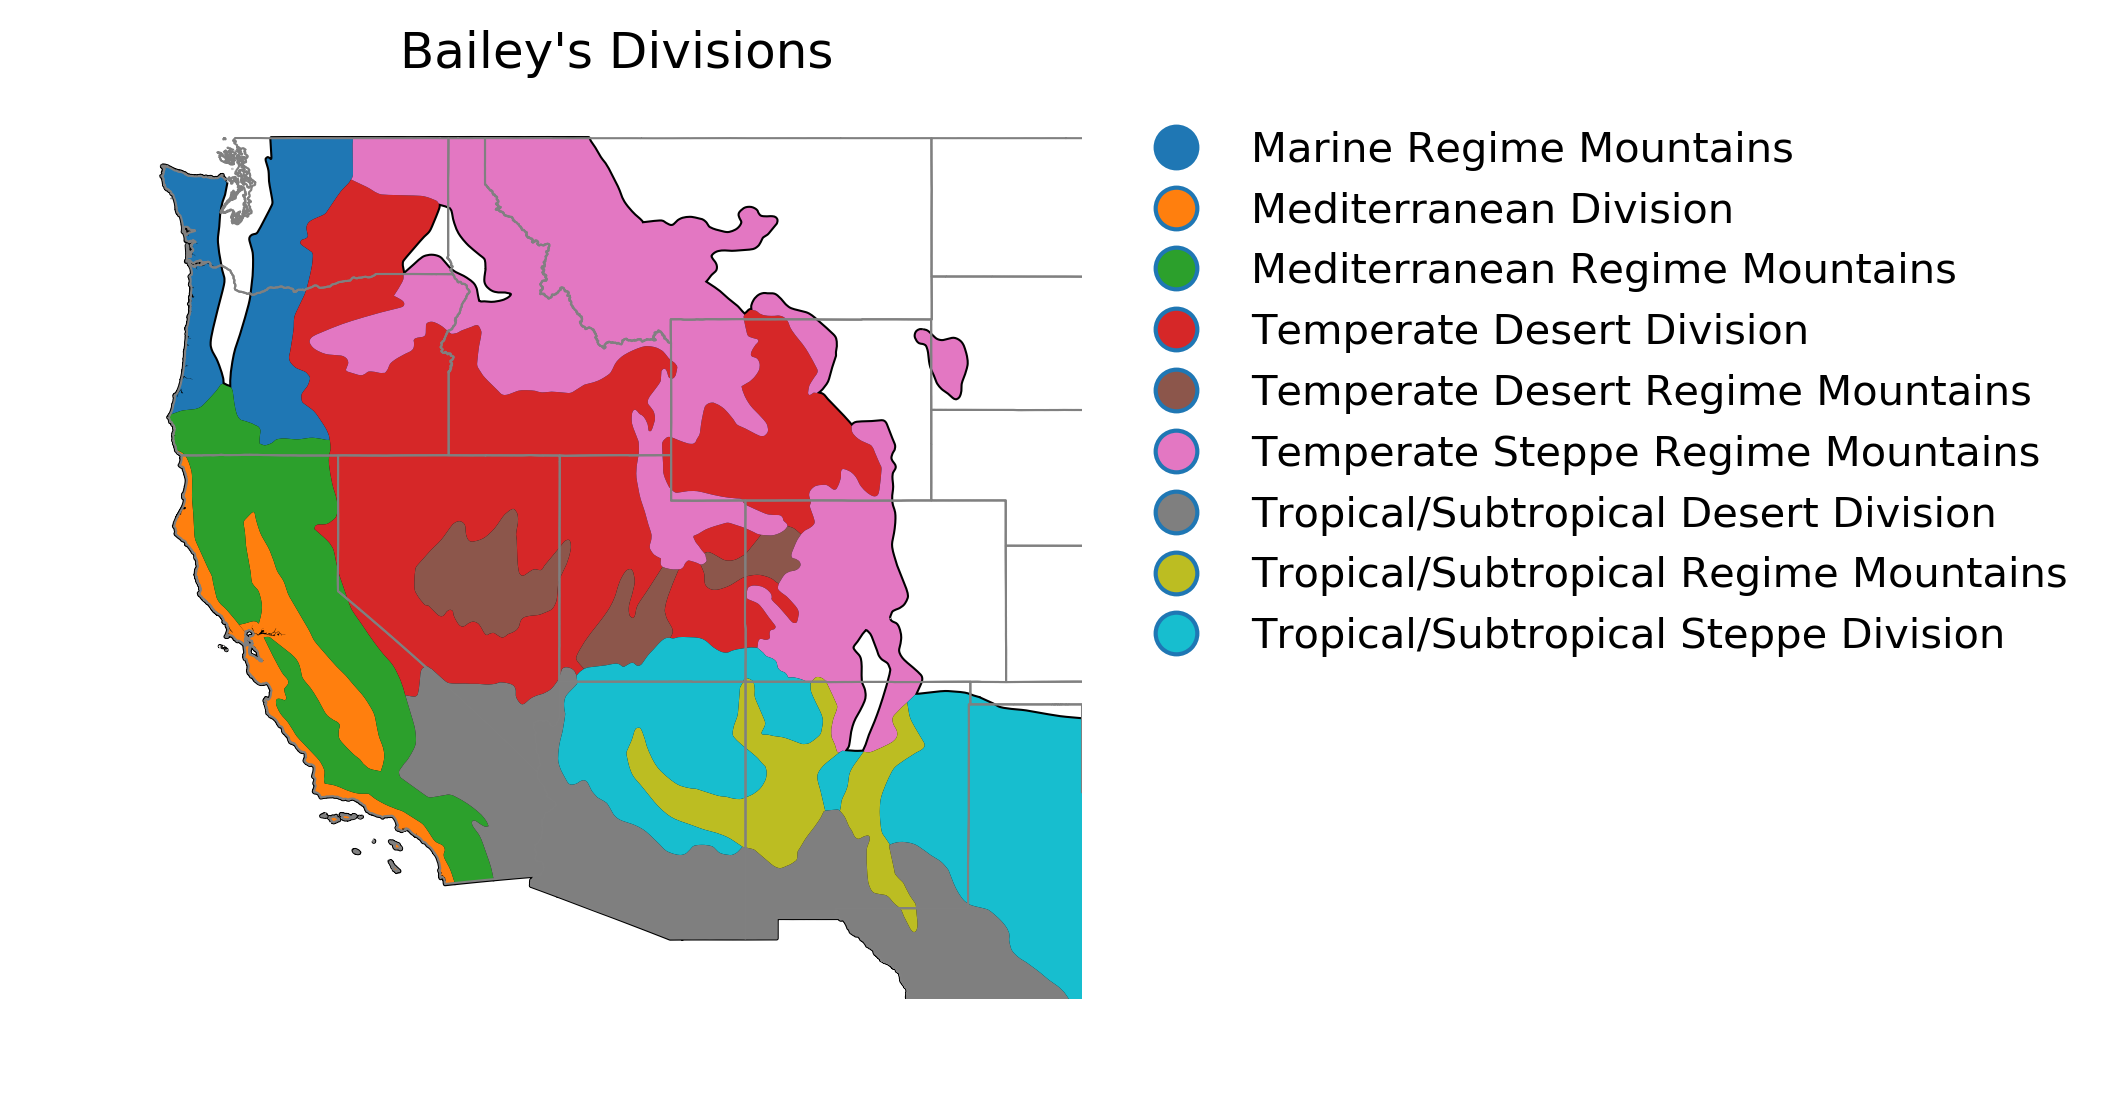 Bailey's Divisions
Marine Regime Mountains
Mediterranean Division
Mediterranean Regime Mountains
Temperate Desert Division
Temperate Desert Regime Mountains
Temperate Steppe Regime Mountains
Tropical/Subtropical Desert Division
Tropical/Subtropical Regime Mountains
Tropical/Subtropical Steppe Division